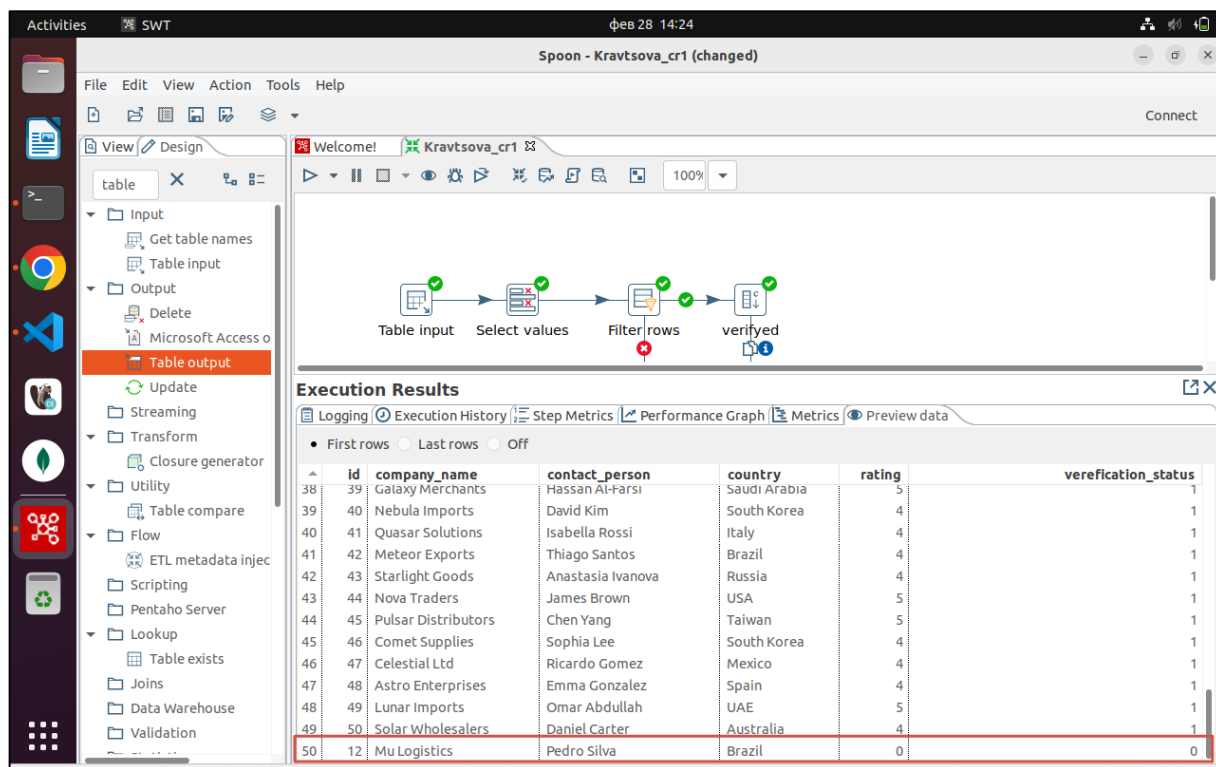 Activities SWT фев 28 14:24
Spoon - Kravtsova_cr1 (changed)
File Edit View Action Tools Help
Connect
View Design Welcome! Kravtsova_cr1
table 100%
Input
Get table names
Table input
Output
Delete
Microsoft Access o
Table output
Update
Streaming
Transform
Closure generator
Utility
Table compare
Flow
ETL metadata injec
Scripting
Pentaho Server
Lookup
Table exists
Joins
Data Warehouse
Validation
Table input Select values Filter rows verifyed
Execution Results
Logging Execution History Step Metrics Performance Graph Metrics Preview data
First rows Last rows Off
id company_name contact_person country rating verefication_status
38 39 Galaxy Merchants Hassan Al-Farsi Saudi Arabia 5 1
39 40 Nebula Imports David Kim South Korea 4 1
40 41 Quasar Solutions Isabella Rossi Italy 4 1
41 42 Meteor Exports Thiago Santos Brazil 4 1
42 43 Starlight Goods Anastasia Ivanova Russia 4 1
43 44 Nova Traders James Brown USA 5 1
44 45 Pulsar Distributors Chen Yang Taiwan 5 1
45 46 Comet Supplies Sophia Lee South Korea 4 1
46 47 Celestial Ltd Ricardo Gomez Mexico 4 1
47 48 Astro Enterprises Emma Gonzalez Spain 4 1
48 49 Lunar Imports Omar Abdullah UAE 5 1
49 50 Solar Wholesalers Daniel Carter Australia 4 1
50 12 Mu Logistics Pedro Silva Brazil 0 0